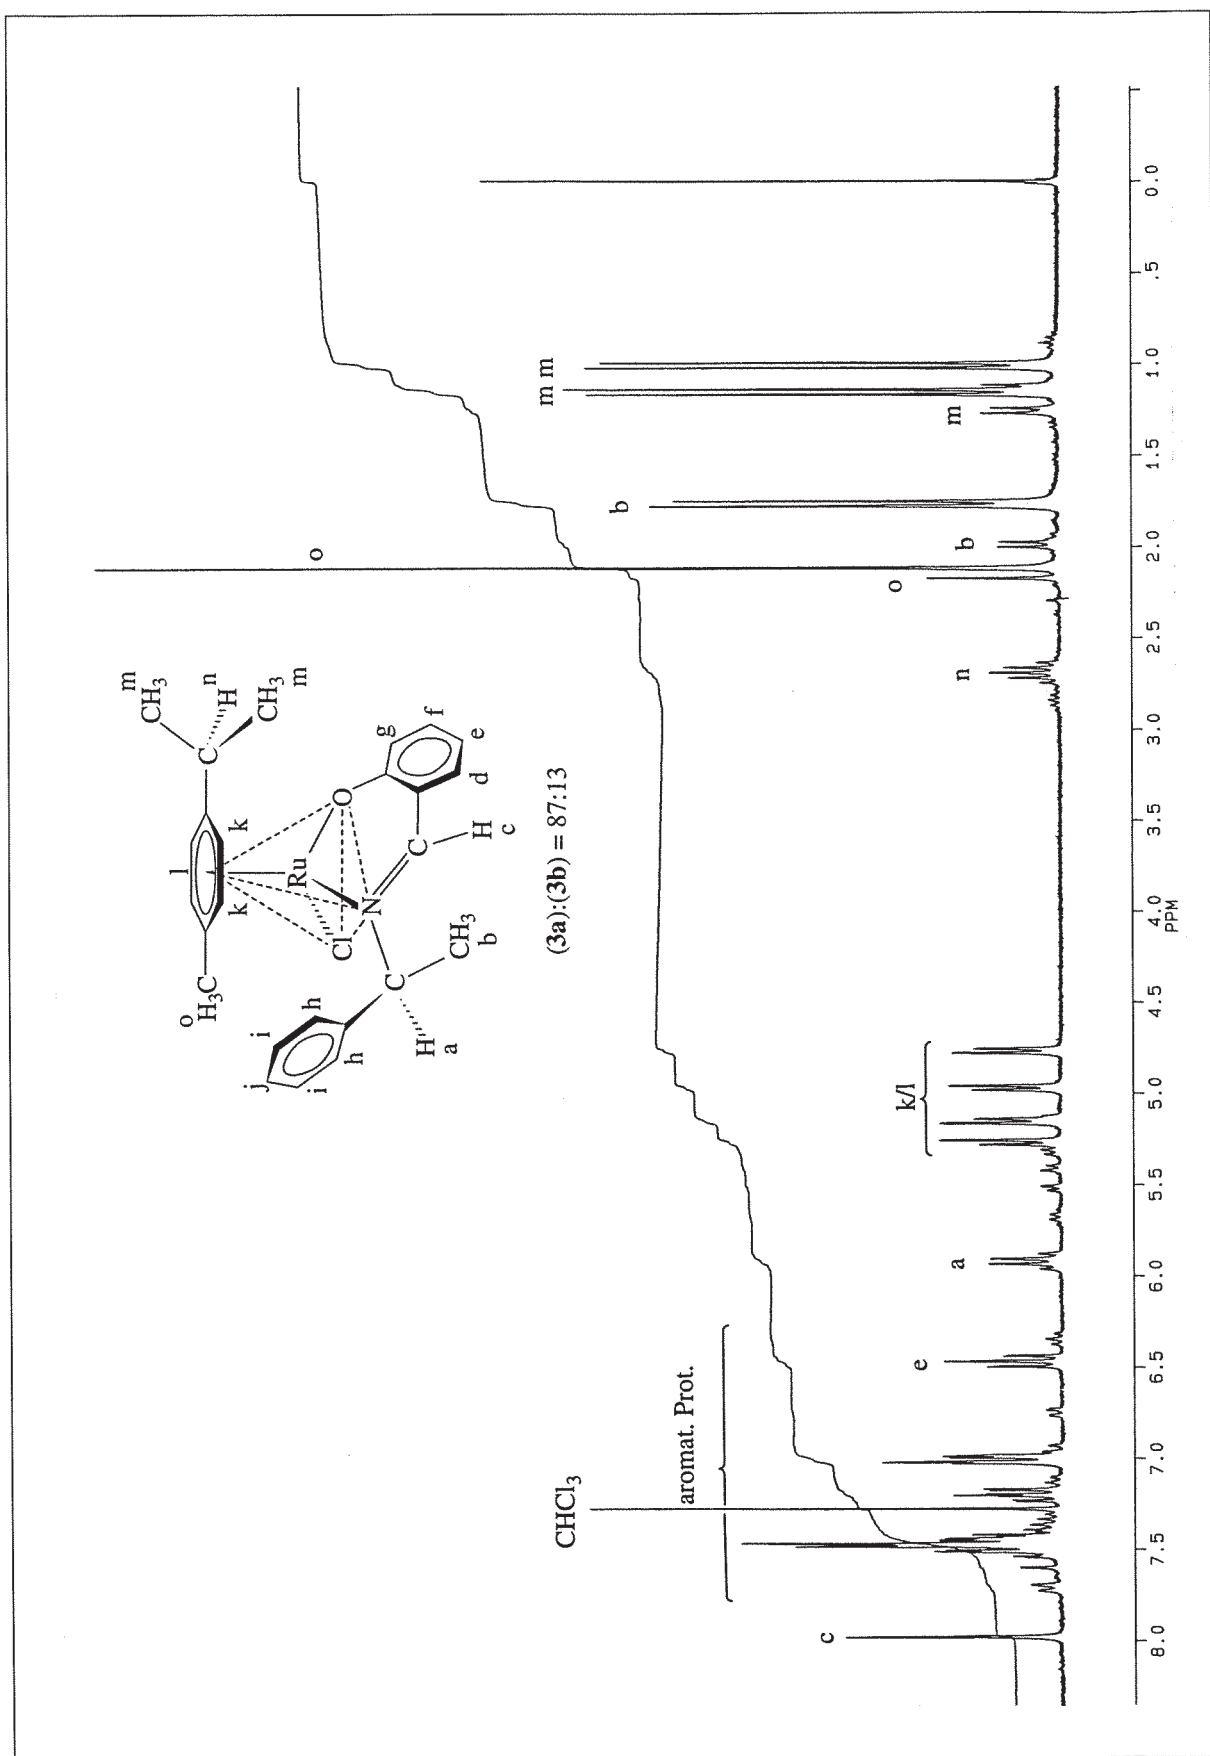 CH3
m
H
n
CH3
m
C
l
k
k
H3C
o
Ru
O
Cl
N
C
H
c
g
f
e
d
C
CH3
b
H
a
h
i
j
i
h
(3a):(3b) = 87:13
CHCl3
aromat. Prot.
c
e
a
k/l
n
o
o
b
b
m
m m
8.0
7.5
7.0
6.5
6.0
5.5
5.0
4.5
4.0
3.5
3.0
2.5
2.0
1.5
1.0
.5
0.0
PPM